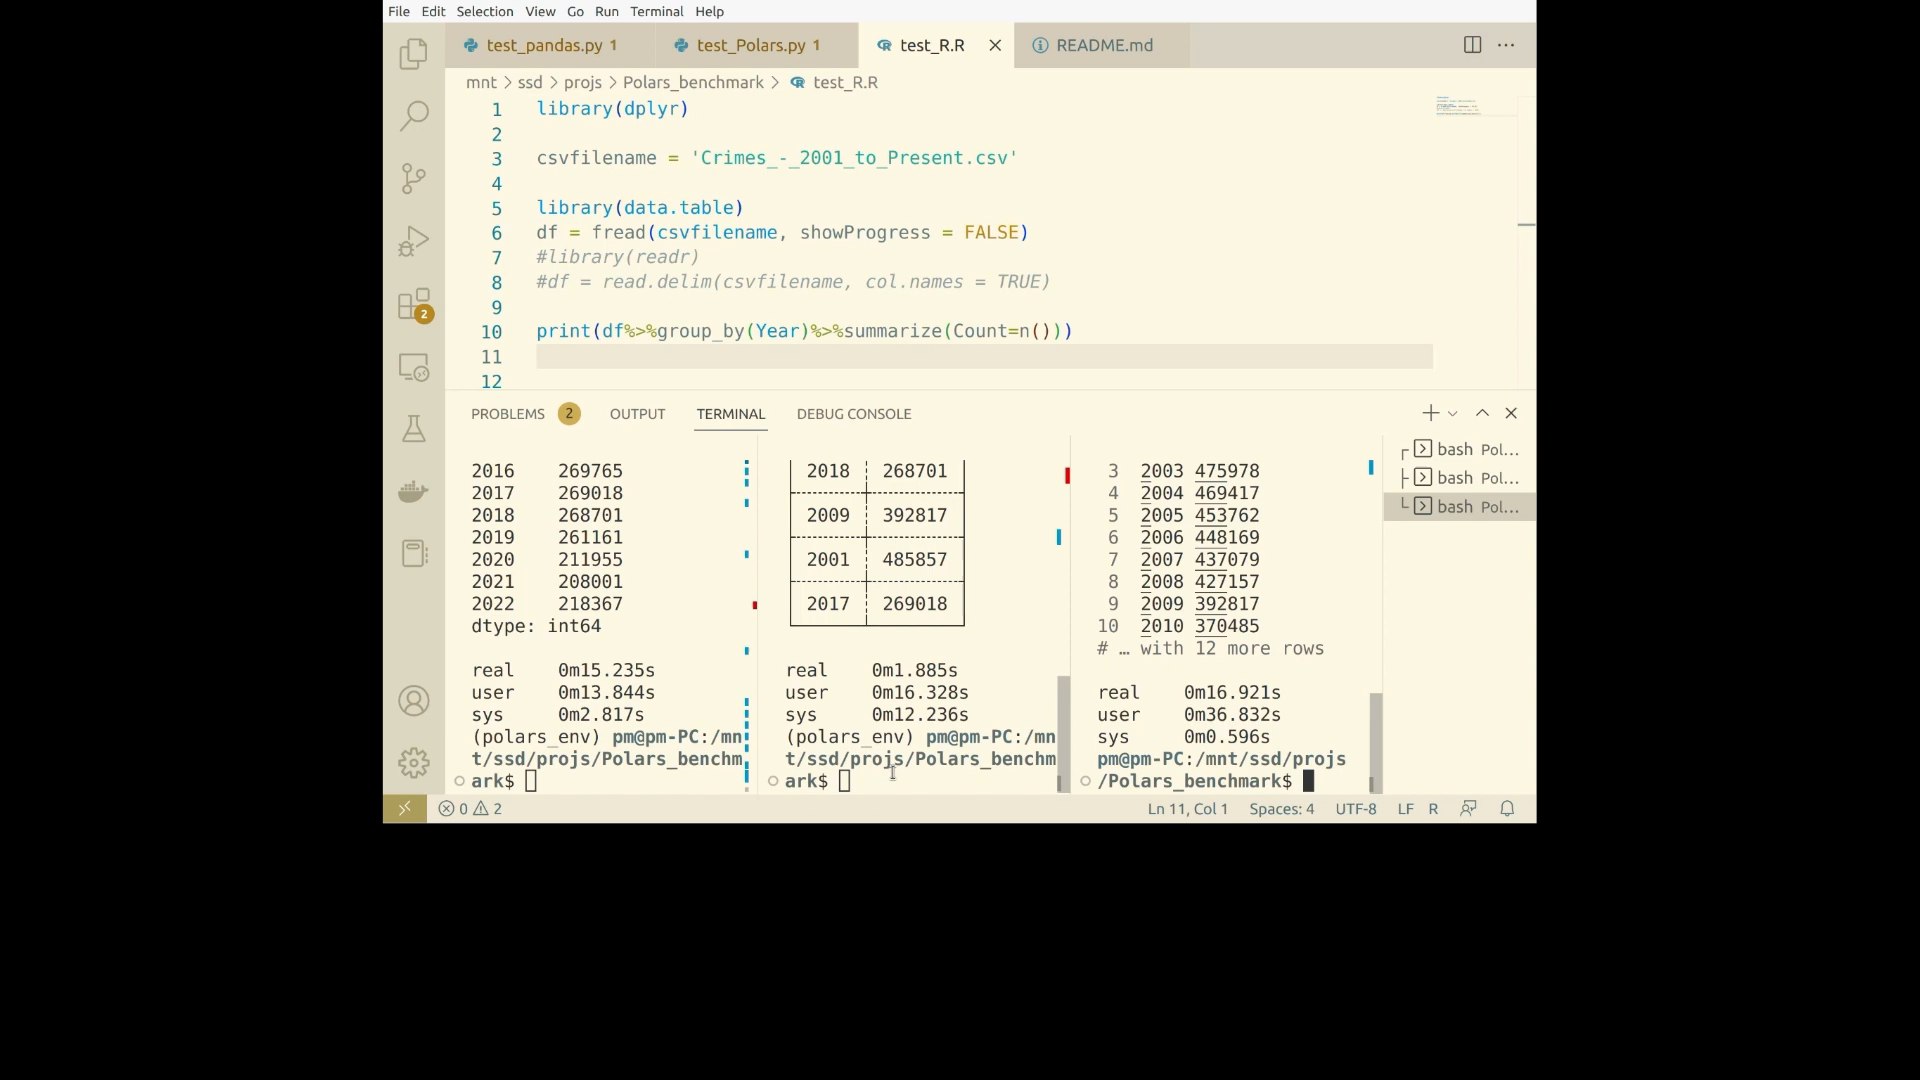 File Edit Selection View Go Run Terminal Help
test_pandas.py 1 test_Polars.py 1 test_R.R README.md
mnt > ssd > projs > Polars_benchmark > test_R.R
1 library(dplyr)
2
3 csvfilename = 'Crimes_-_2001_to_Present.csv'
4
5 library(data.table)
6 df = fread(csvfilename, showProgress = FALSE)
7 #library(readr)
8 #df = read.delim(csvfilename, col.names = TRUE)
9
10 print(df%>%group_by(Year)%>%summarize(Count=n()))
11
12
2
PROBLEMS 2 OUTPUT TERMINAL DEBUG CONSOLE
2016 269765
2017 269018
2018 268701
2019 261161
2020 211955
2021 208001
2022 218367
dtype: int64
real 0m15.235s
user 0m13.844s
sys 0m2.817s
(polars_env) pm@pm-PC:/mn
t/ssd/projs/Polars_benchm
ark$
2018 268701
2009 392817
2001 485857
2017 269018
real 0m1.885s
user 0m16.328s
sys 0m12.236s
(polars_env) pm@pm-PC:/mn
t/ssd/projs/Polars_benchm
ark$
3 2003 475978
4 2004 469417
5 2005 453762
6 2006 448169
7 2007 437079
8 2008 427157
9 2009 392817
10 2010 370485
# … with 12 more rows
real 0m16.921s
user 0m36.832s
sys 0m0.596s
pm@pm-PC:/mnt/ssd/projs
/Polars_benchmark$
bash Pol...
bash Pol...
bash Pol...
0 2 Ln 11, Col 1 Spaces: 4 UTF-8 LF R